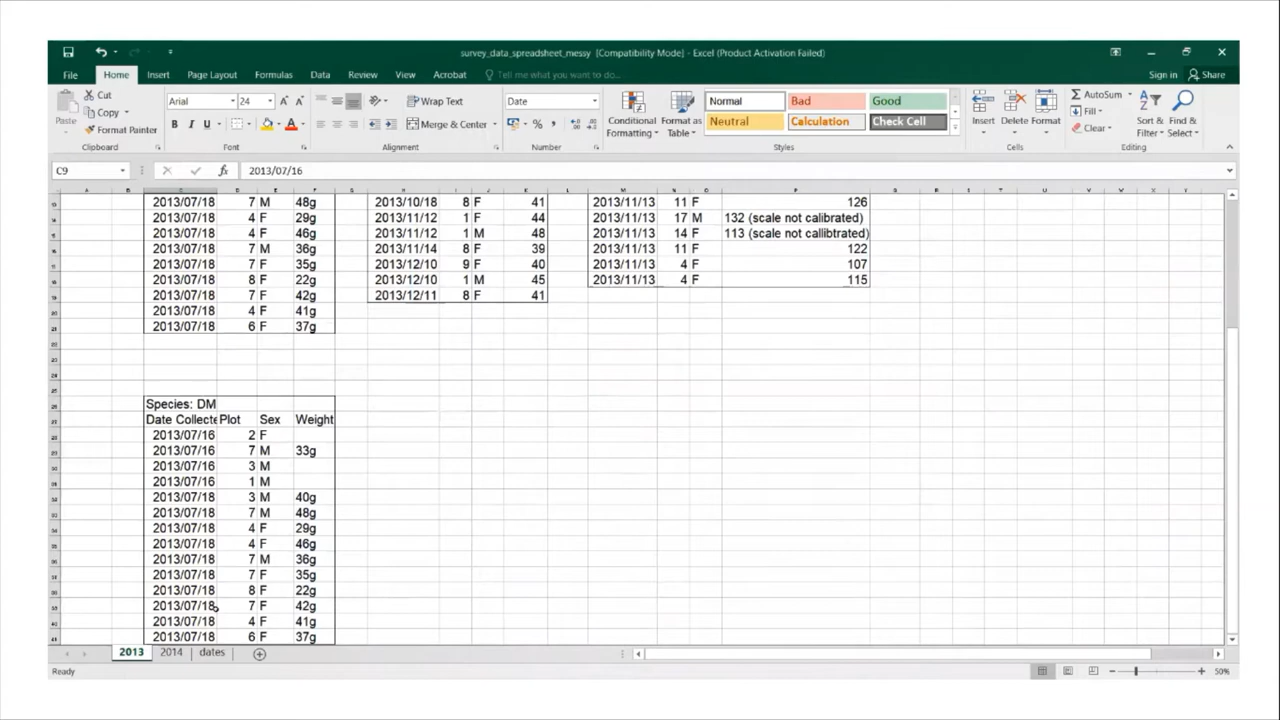 survey_data_spreadsheet_messy [Compatibility Mode] - Excel (Product Activation Failed)
File Home Insert Page Layout Formulas Data Review View Acrobat Tell me what you want to do... Sign in Share
Paste Cut Copy Format Painter Clipboard
Arial 24 B I U Font
Wrap Text Merge & Center Alignment
Date % , Number
Conditional Formatting Format as Table
Normal Bad Good
Neutral Calculation Check Cell
Styles
Insert Delete Format Cells
AutoSum Fill Clear Sort & Filter Find & Select Editing
C9 fx 2013/07/16
2013/07/18 7 M 48g 2013/10/18 8 F 41 2013/11/13 11 F 126
2013/07/18 4 F 29g 2013/11/12 1 F 44 2013/11/13 17 M 132 (scale not calibrated)
2013/07/18 4 F 46g 2013/11/12 1 M 48 2013/11/13 14 F 113 (scale not callibtrated)
2013/07/18 7 M 36g 2013/11/14 8 F 39 2013/11/13 11 F 122
2013/07/18 7 F 35g 2013/12/10 9 F 40 2013/11/13 4 F 107
2013/07/18 8 F 22g 2013/12/10 1 M 45 2013/11/13 4 F 115
2013/07/18 7 F 42g 2013/12/11 8 F 41
2013/07/18 4 F 41g
2013/07/18 6 F 37g
Species: DM
Date Collecte Plot Sex Weight
2013/07/16 2 F
2013/07/16 7 M 33g
2013/07/16 3 M
2013/07/16 1 M
2013/07/18 3 M 40g
2013/07/18 7 M 48g
2013/07/18 4 F 29g
2013/07/18 4 F 46g
2013/07/18 7 M 36g
2013/07/18 7 F 35g
2013/07/18 8 F 22g
2013/07/18 7 F 42g
2013/07/18 4 F 41g
2013/07/18 6 F 37g
2013 2014 dates
Ready 50%